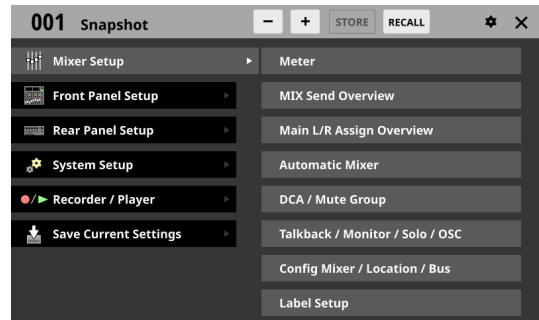 001 Snapshot
− + STORE RECALL
Mixer Setup
Front Panel Setup
Rear Panel Setup
System Setup
Recorder / Player
Save Current Settings
Meter
MIX Send Overview
Main L/R Assign Overview
Automatic Mixer
DCA / Mute Group
Talkback / Monitor / Solo / OSC
Config Mixer / Location / Bus
Label Setup